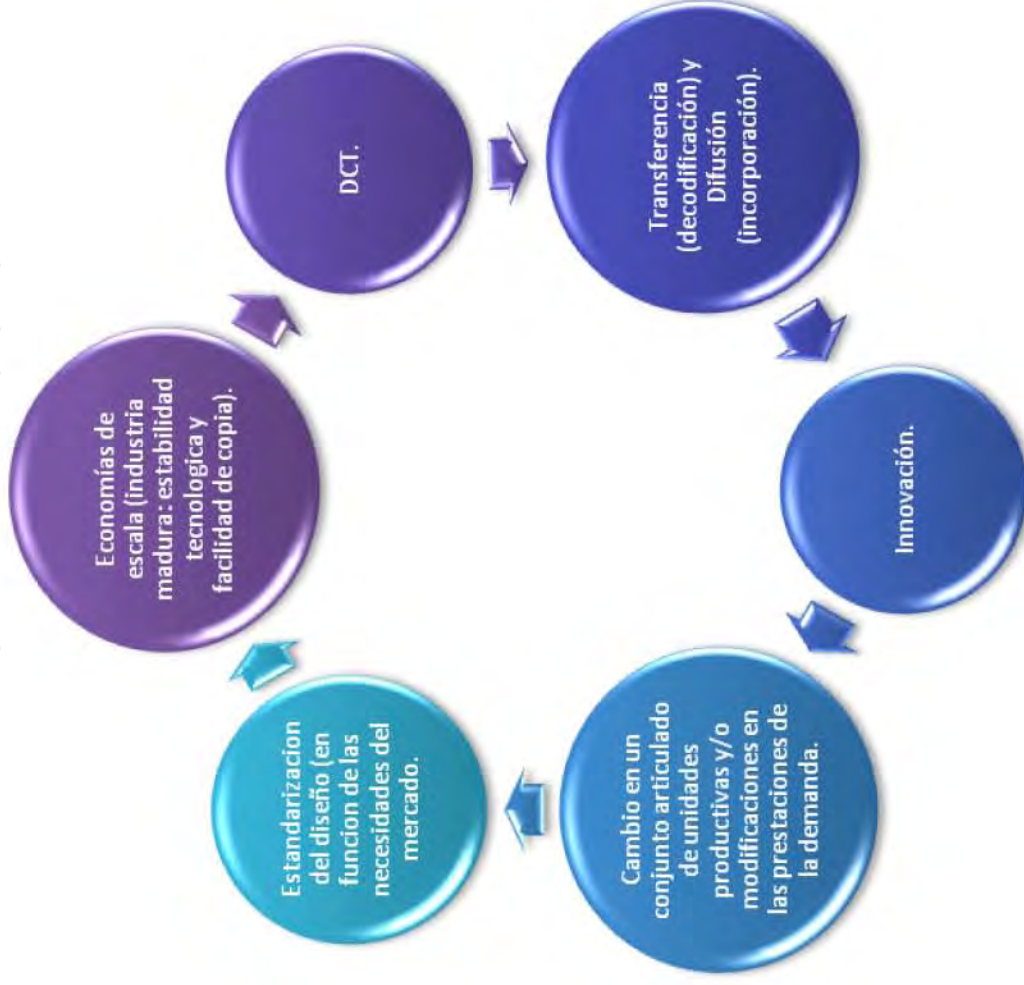 Economías de
escala (industria
madura: estabilidad
tecnologica y
facilidad de copia).
DCT.
Transferencia
(decodificación) y
Difusión
(incorporación).
Innovación.
Cambio en un
conjunto articulado
de unidades
productivas y/o
modificaciones en
las prestaciones de
la demanda.
Estandarizacion
del diseño (en
funcion de las
necesidades del
mercado.